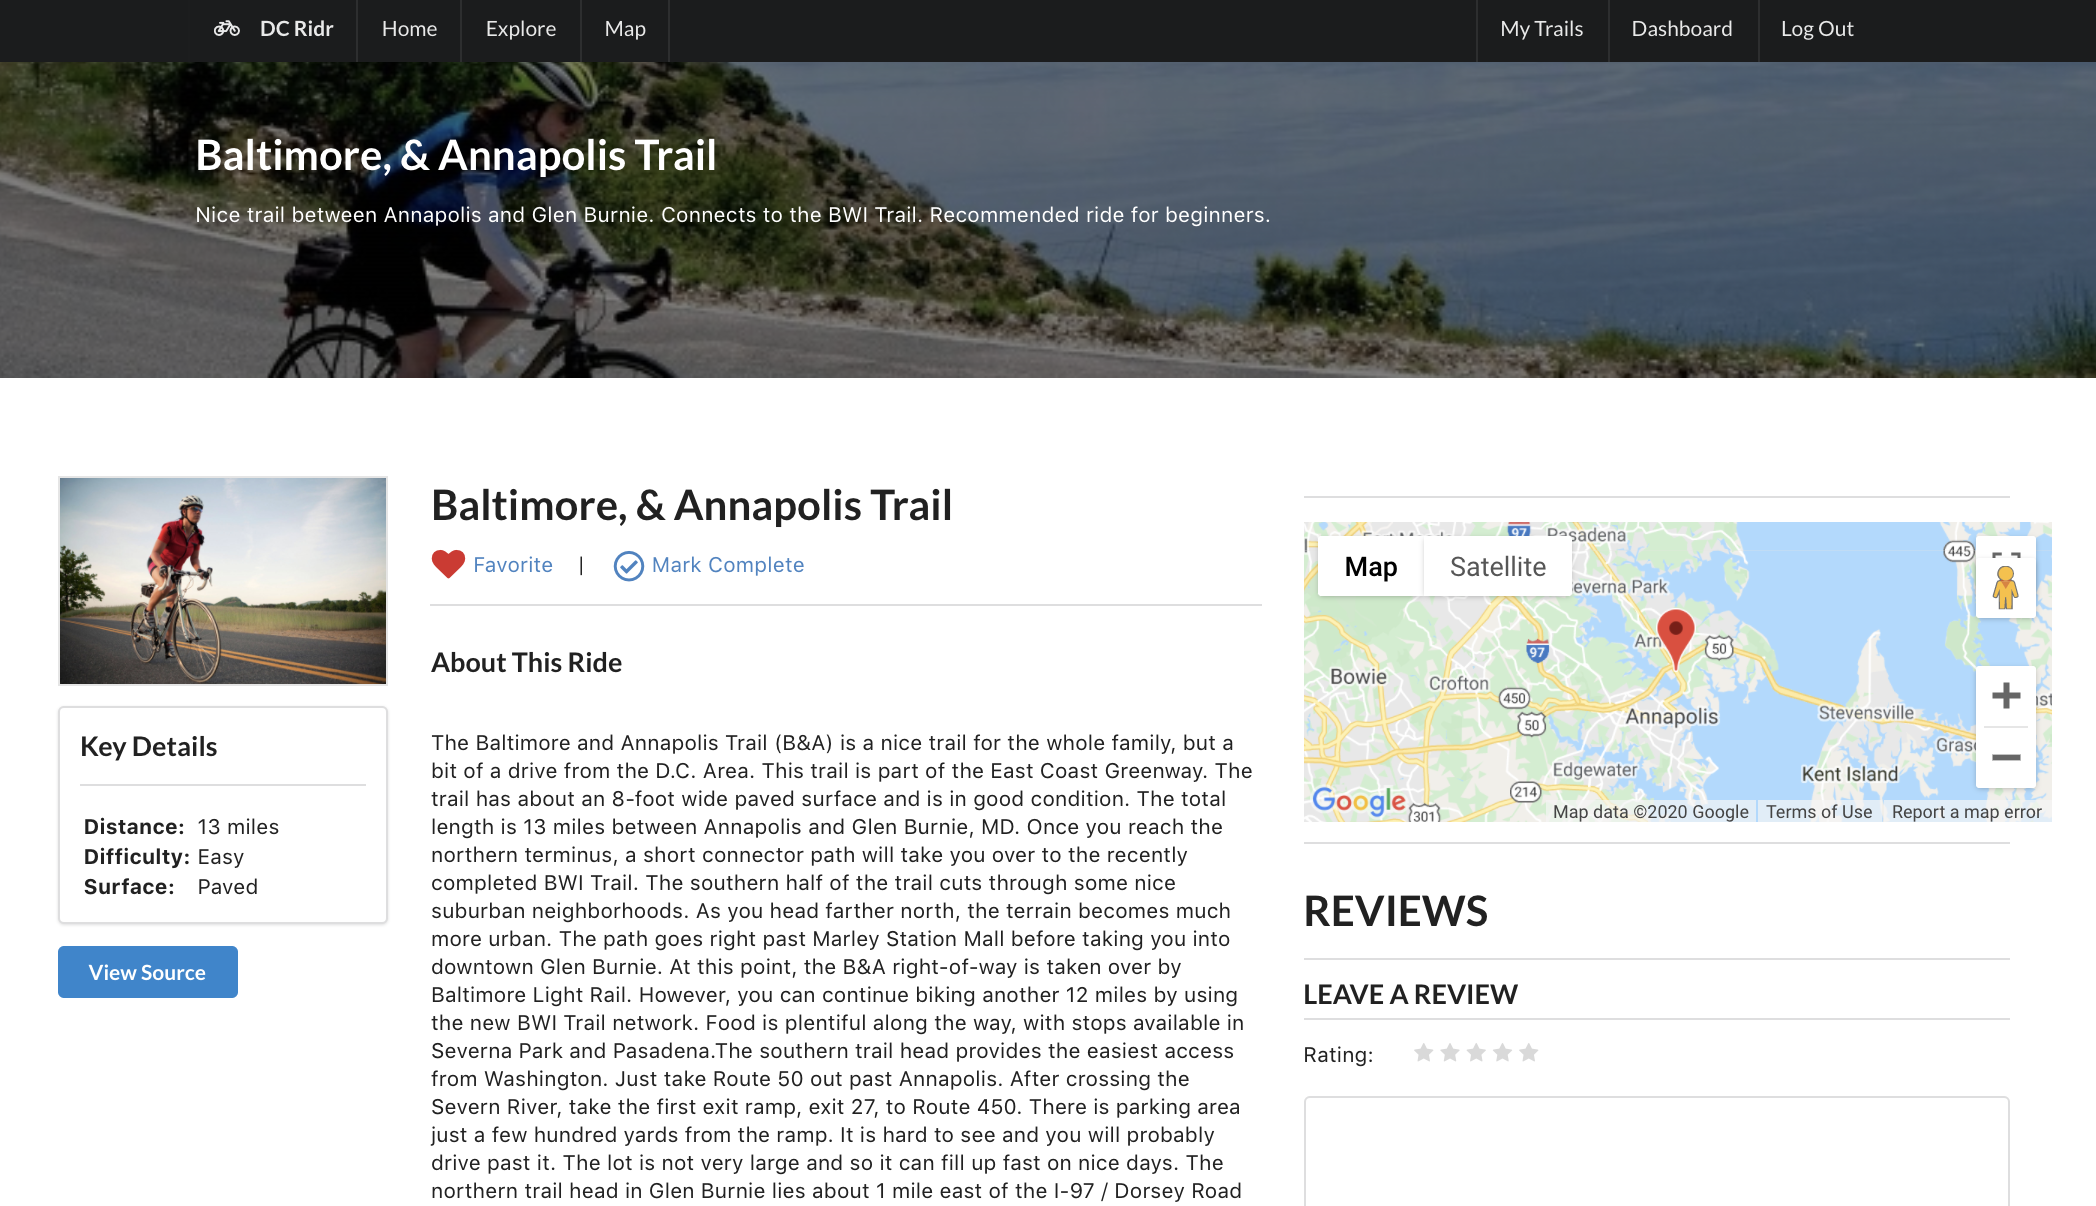 DC Ridr
Home
Explore
Map
My Trails
Dashboard
Log Out
Baltimore, & Annapolis Trail
Nice trail between Annapolis and Glen Burnie. Connects to the BWI Trail. Recommended ride for beginners.
Baltimore, & Annapolis Trail
Favorite | Mark Complete
About This Ride
The Baltimore and Annapolis Trail (B&A) is a nice trail for the whole family, but a
bit of a drive from the D.C. Area. This trail is part of the East Coast Greenway. The
trail has about an 8-foot wide paved surface and is in good condition. The total
length is 13 miles between Annapolis and Glen Burnie, MD. Once you reach the
northern terminus, a short connector path will take you over to the recently
completed BWI Trail. The southern half of the trail cuts through some nice
suburban neighborhoods. As you head farther north, the terrain becomes much
more urban. The path goes right past Marley Station Mall before taking you into
downtown Glen Burnie. At this point, the B&A right-of-way is taken over by
Baltimore Light Rail. However, you can continue biking another 12 miles by using
the new BWI Trail network. Food is plentiful along the way, with stops available in
Severna Park and Pasadena.The southern trail head provides the easiest access
from Washington. Just take Route 50 out past Annapolis. After crossing the
Severn River, take the first exit ramp, exit 27, to Route 450. There is parking area
just a few hundred yards from the ramp. It is hard to see and you will probably
drive past it. The lot is not very large and so it can fill up fast on nice days. The
northern trail head in Glen Burnie lies about 1 mile east of the I-97 / Dorsey Road
Key Details
Distance: 13 miles
Difficulty: Easy
Surface: Paved
View Source
Map
Satellite
97
Pasadena
445
everna Park
Arn
50
97
Bowie
Crofton
450
50
Annapolis
Stevensville
Gras
Edgewater
Kent Island
214
Google
301
Map data ©2020 Google
Terms of Use
Report a map error
REVIEWS
LEAVE A REVIEW
Rating: